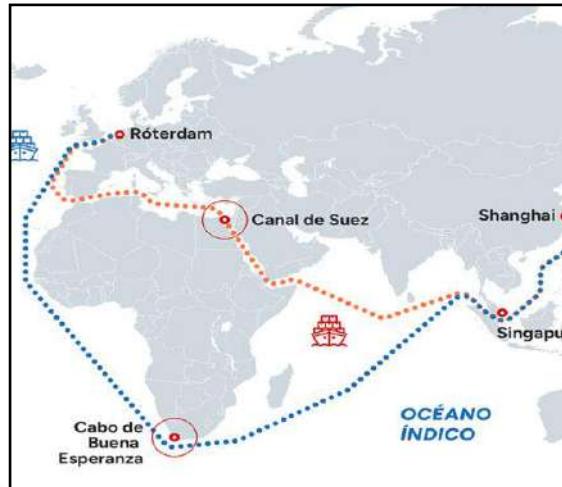 Róterdam
Canal de Suez
Shanghai
Singapu
Cabo de
Buena
Esperanza
OCÉANO
ÍNDICO